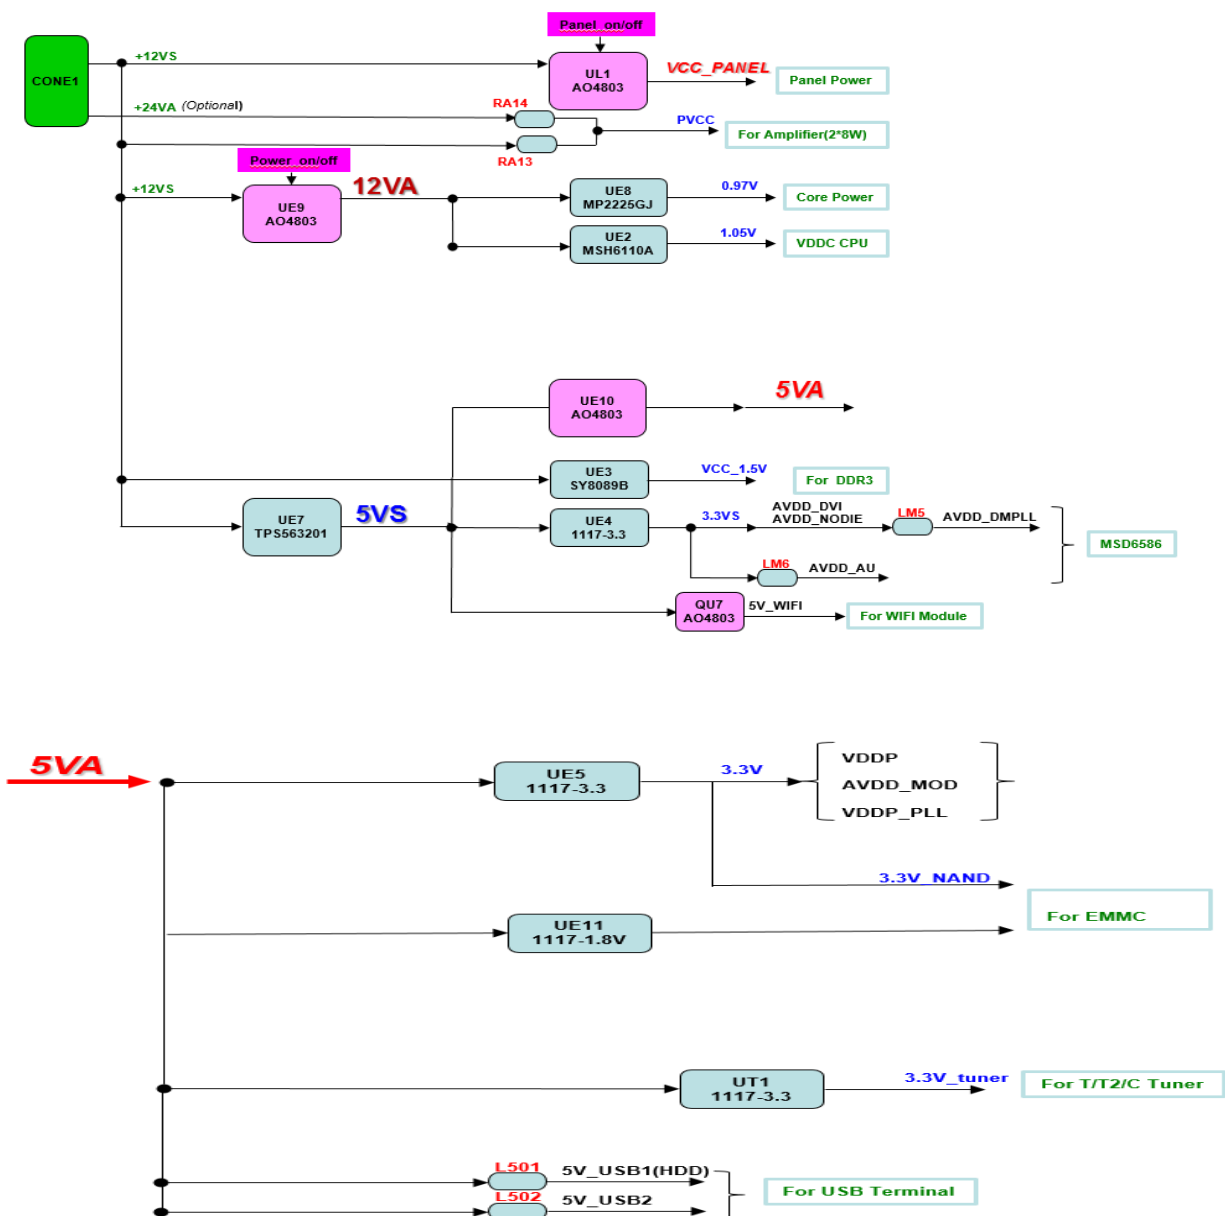 Panel on/off
CONE1
+12VS
UL1
AO4803
VCC_PANEL
Panel Power
+24VA (Optional)
RA14
PVCC
For Amplifier(2*8W)
RA13
Power on/off
+12VS
UE9
AO4803
12VA
UE8
MP2225GJ
0.97V
Core Power
UE2
MSH6110A
1.05V
VDDC CPU
UE10
AO4803
5VA
UE3
SY8089B
VCC_1.5V
For DDR3
UE7
TPS563201
5VS
UE4
1117-3.3
3.3VS
AVDD_DVI
AVDD_NODIE
LM5
AVDD_DMPLL
MSD6586
LM6
AVDD_AU
QU7
AO4803
5V_WIFI
For WIFI Module
5VA
UE5
1117-3.3
3.3V
VDDP
AVDD_MOD
VDDP_PLL
3.3V_NAND
For EMMC
UE11
1117-1.8V
UT1
1117-3.3
3.3V_tuner
For T/T2/C Tuner
L501
5V_USB1(HDD)
L502
5V_USB2
For USB Terminal